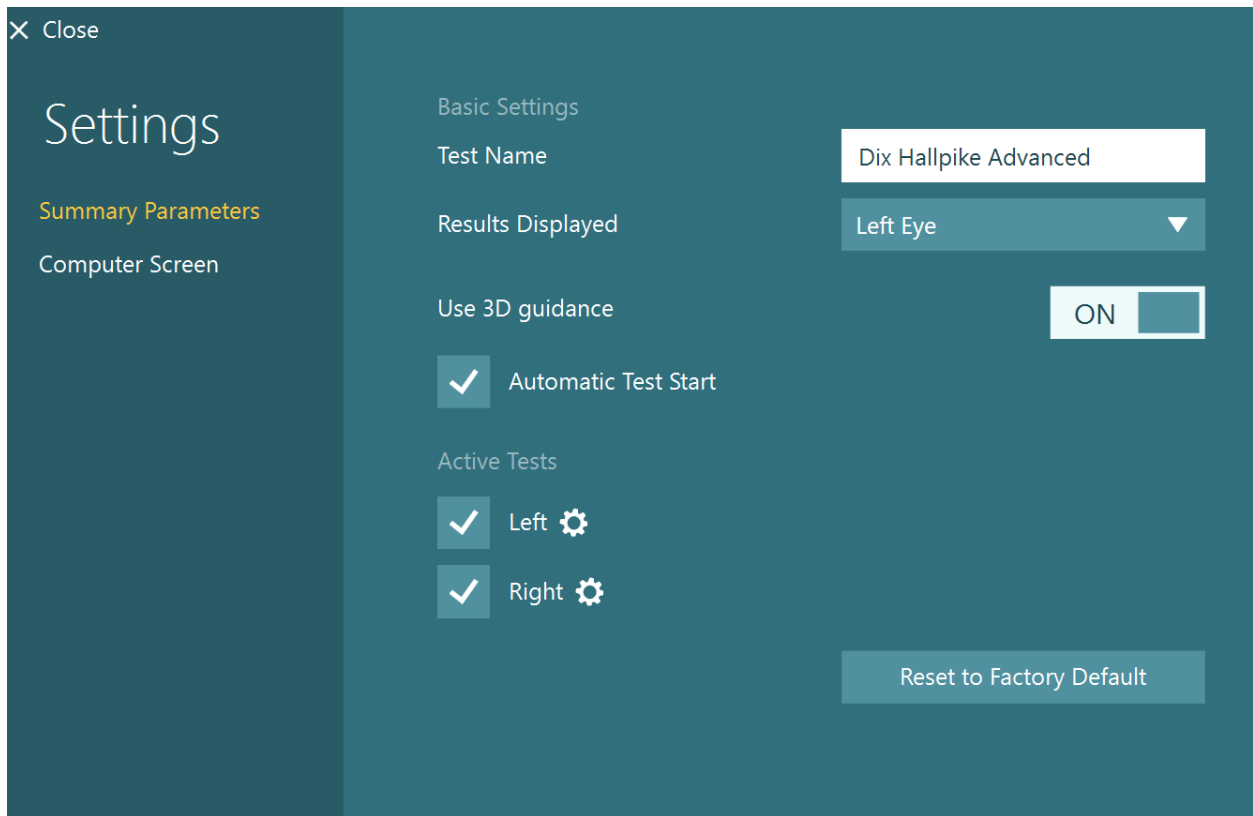 Close
Settings
Summary Parameters
Computer Screen
Basic Settings
Test Name
Dix Hallpike Advanced
Results Displayed
Left Eye
Use 3D guidance
ON
Automatic Test Start
Active Tests
Left
Right
Reset to Factory Default